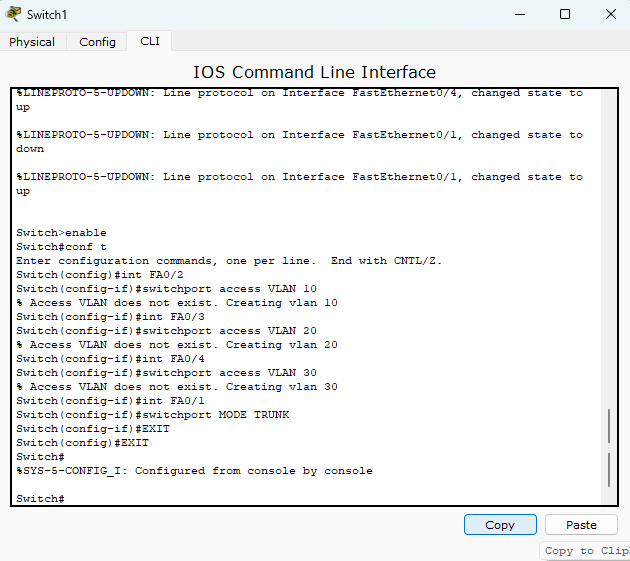 Switch1
Physical Config CLI
IOS Command Line Interface
%LINEPROTO-5-UPDOWN: Line protocol on Interface FastEthernet0/4, changed state to
up
%LINEPROTO-5-UPDOWN: Line protocol on Interface FastEthernet0/1, changed state to
down
%LINEPROTO-5-UPDOWN: Line protocol on Interface FastEthernet0/1, changed state to
up
Switch>enable
Switch#conf t
Enter configuration commands, one per line.  End with CNTL/Z.
Switch(config)#int FA0/2
Switch(config-if)#switchport access VLAN 10
% Access VLAN does not exist. Creating vlan 10
Switch(config-if)#int FA0/3
Switch(config-if)#switchport access VLAN 20
% Access VLAN does not exist. Creating vlan 20
Switch(config-if)#int FA0/4
Switch(config-if)#switchport access VLAN 30
% Access VLAN does not exist. Creating vlan 30
Switch(config-if)#int FA0/1
Switch(config-if)#switchport MODE TRUNK
Switch(config-if)#EXIT
Switch(config)#EXIT
Switch#
%SYS-5-CONFIG_I: Configured from console by console
Switch#
Copy Paste
Copy to Clip